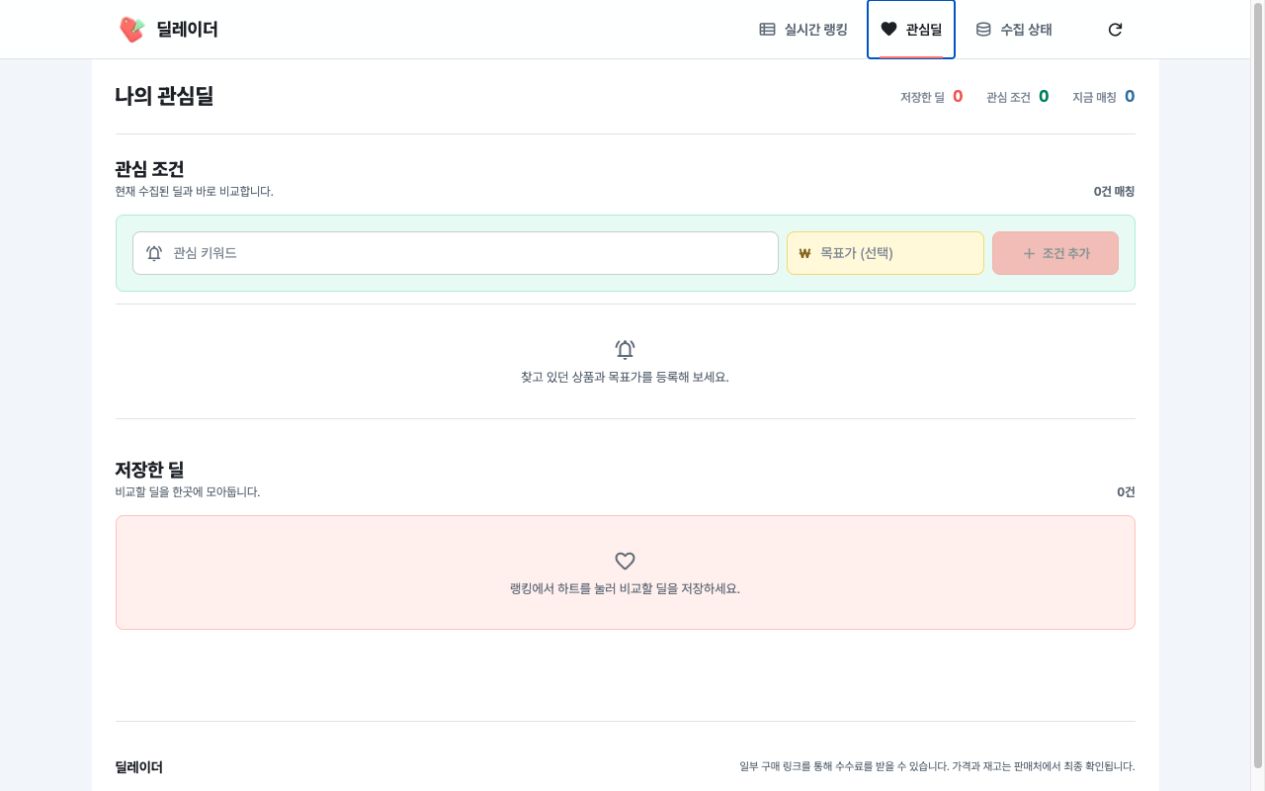 딜레이더
실시간 랭킹
관심딜
수집 상태
나의 관심딜
저장한 딜 0
관심 조건 0
지금 매칭 0
관심 조건
현재 수집된 딜과 바로 비교합니다.
0건 매칭
관심 키워드
₩ 목표가 (선택)
+ 조건 추가
찾고 있던 상품과 목표가를 등록해 보세요.
저장한 딜
비교할 딜을 한곳에 모아둡니다.
0건
랭킹에서 하트를 눌러 비교할 딜을 저장하세요.
딜레이더
일부 구매 링크를 통해 수수료를 받을 수 있습니다. 가격과 재고는 판매처에서 최종 확인됩니다.